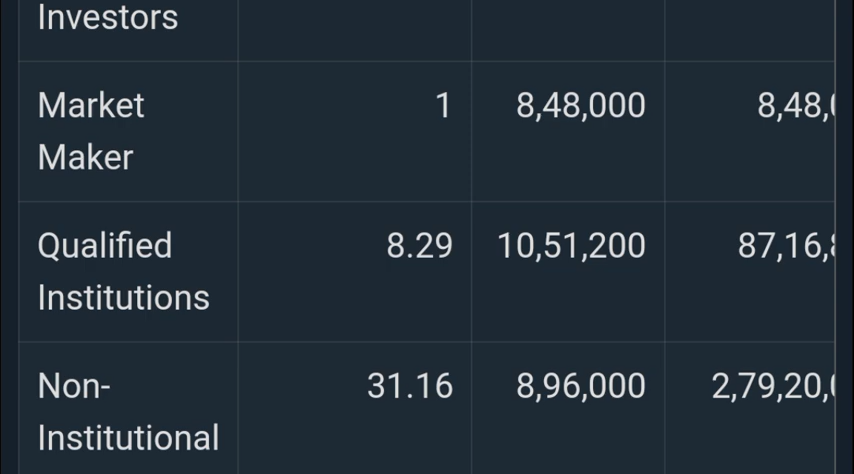 Investors
Market 1 8,48,000
Maker
Qualified 8.29 10,51,200
Institutions
Non- 31.16 8,96,000
Institutional